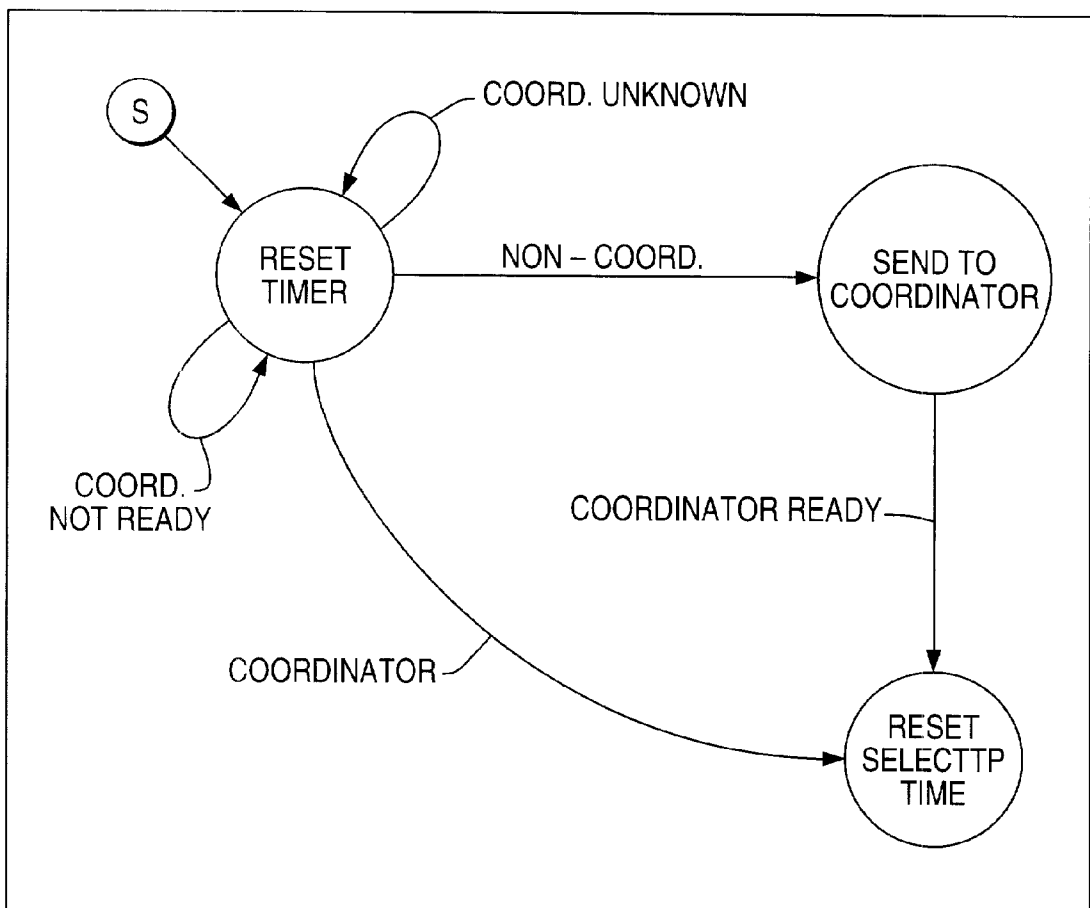 S
COORD. UNKNOWN
RESET
TIMER
NON – COORD.
SEND TO
COORDINATOR
COORD.
NOT READY
COORDINATOR READY
COORDINATOR
RESET
SELECTTP
TIME